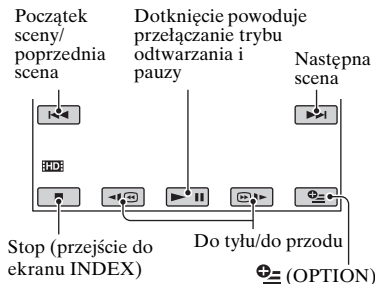 Początek
sceny/
poprzednia
scena
Dotknięcie powoduje
przełączanie trybu
odtwarzania i
pauzy
Następna
scena
HD
Stop (przejście do
ekranu INDEX)
Do tyłu/do przodu
(OPTION)